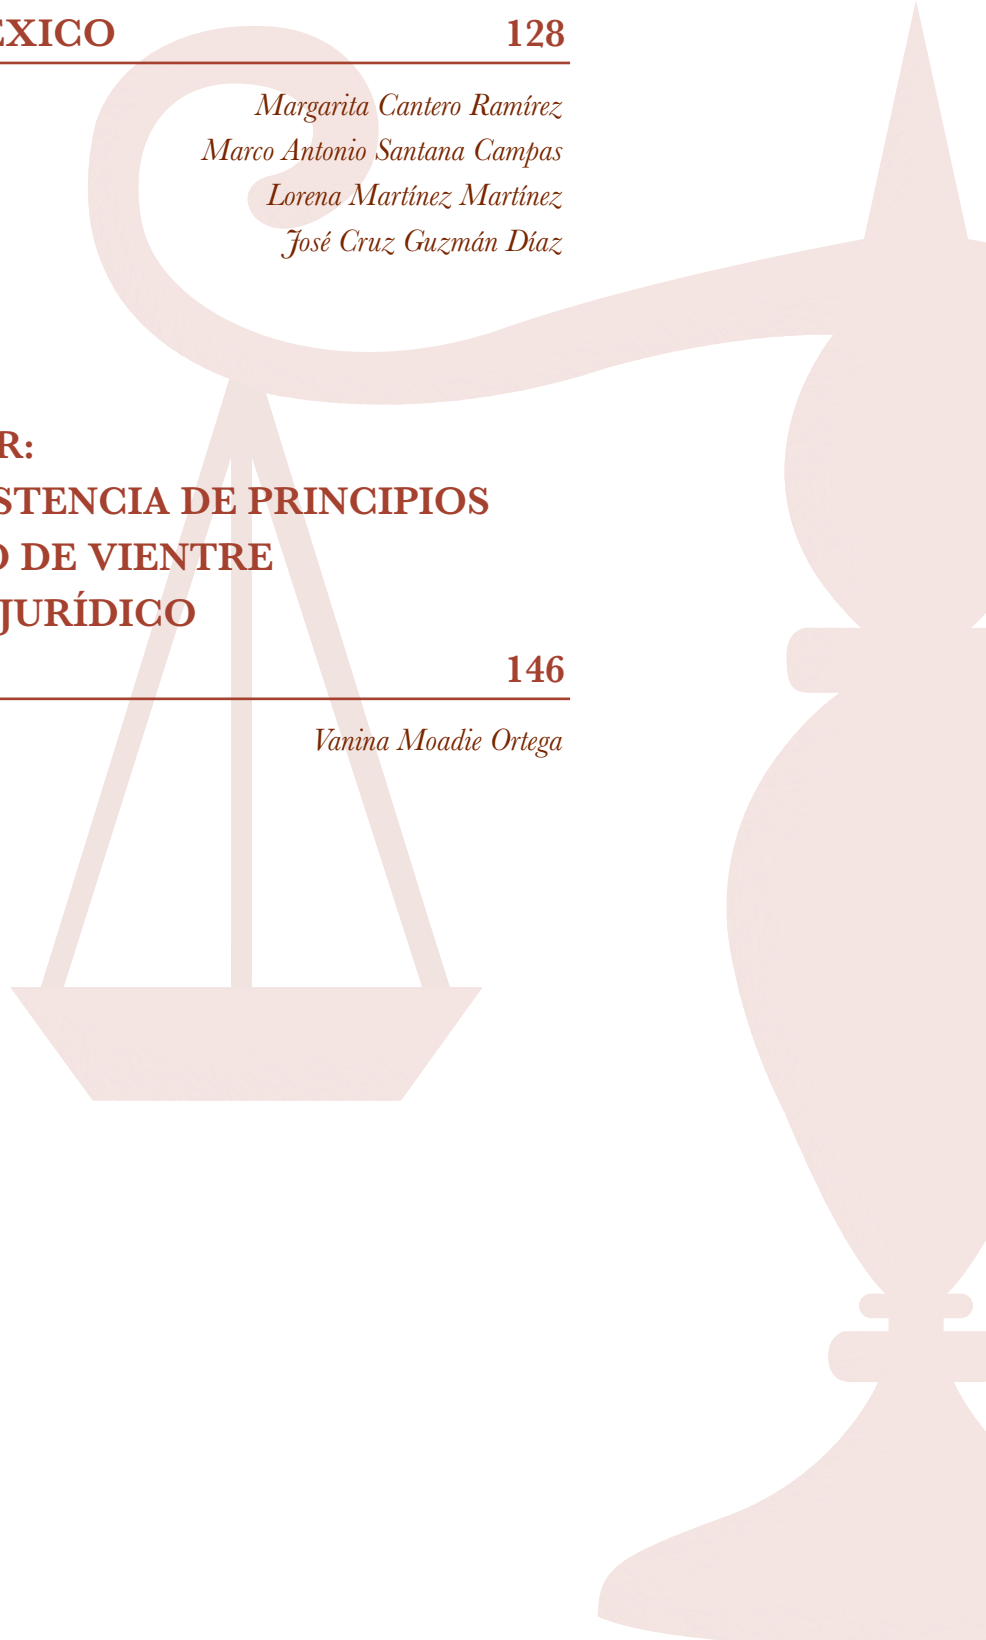 EXICO 128
Margarita Cantero Ramírez
Marco Antonio Santana Campas
Lorena Martínez Martínez
José Cruz Guzmán Díaz
R:
STENCIA DE PRINCIPIOS
O DE VIENTRE
JURÍDICO
146
Vanina Moadie Ortega